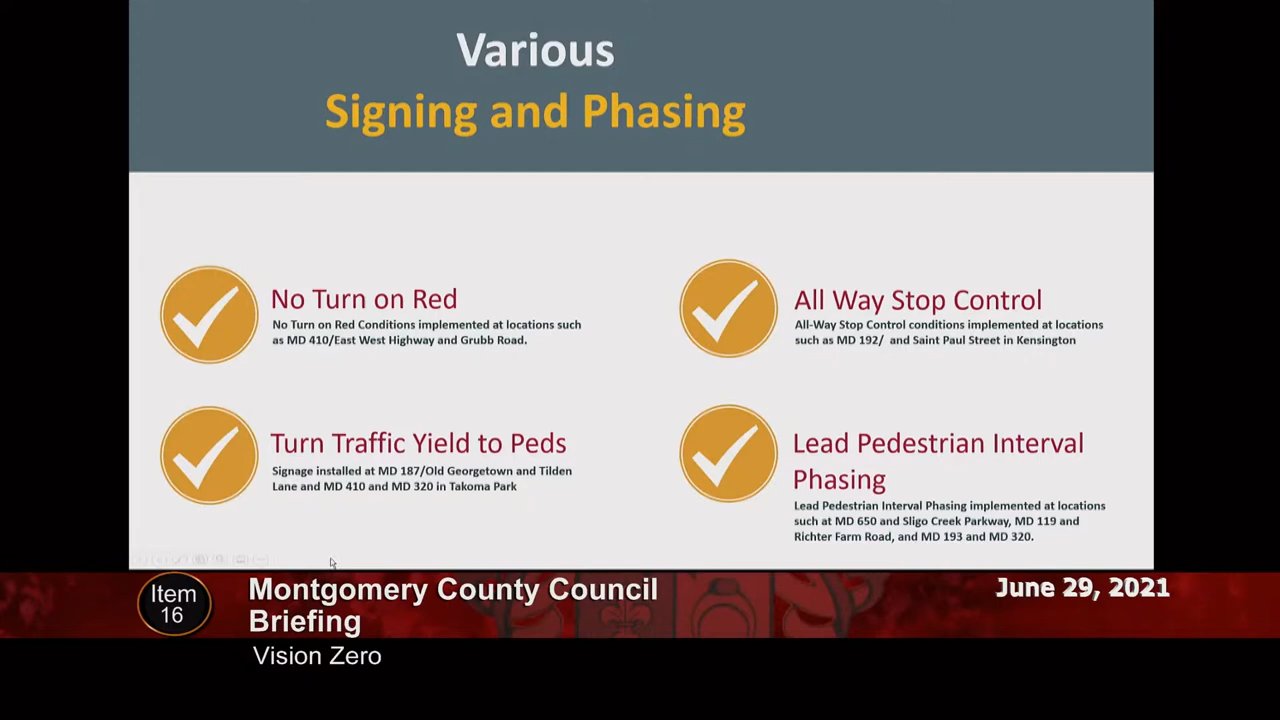 Various
Signing and Phasing
No Turn on Red
No Turn on Red Conditions implemented at locations such
as MD 410/East West Highway and Grubb Road.
All Way Stop Control
All-Way Stop Control conditions implemented at locations
such as MD 192/  and Saint Paul Street in Kensington
Turn Traffic Yield to Peds
Signage installed at MD 187/Old Georgetown and Tilden
Lane and MD 410 and MD 320 in Takoma Park
Lead Pedestrian Interval
Phasing
Lead Pedestrian Interval Phasing implemented at locations
such at MD 650 and Sligo Creek Parkway, MD 119 and
Richter Farm Road, and MD 193 and MD 320.
Item
16
Montgomery County Council
Briefing
Vision Zero
June 29, 2021